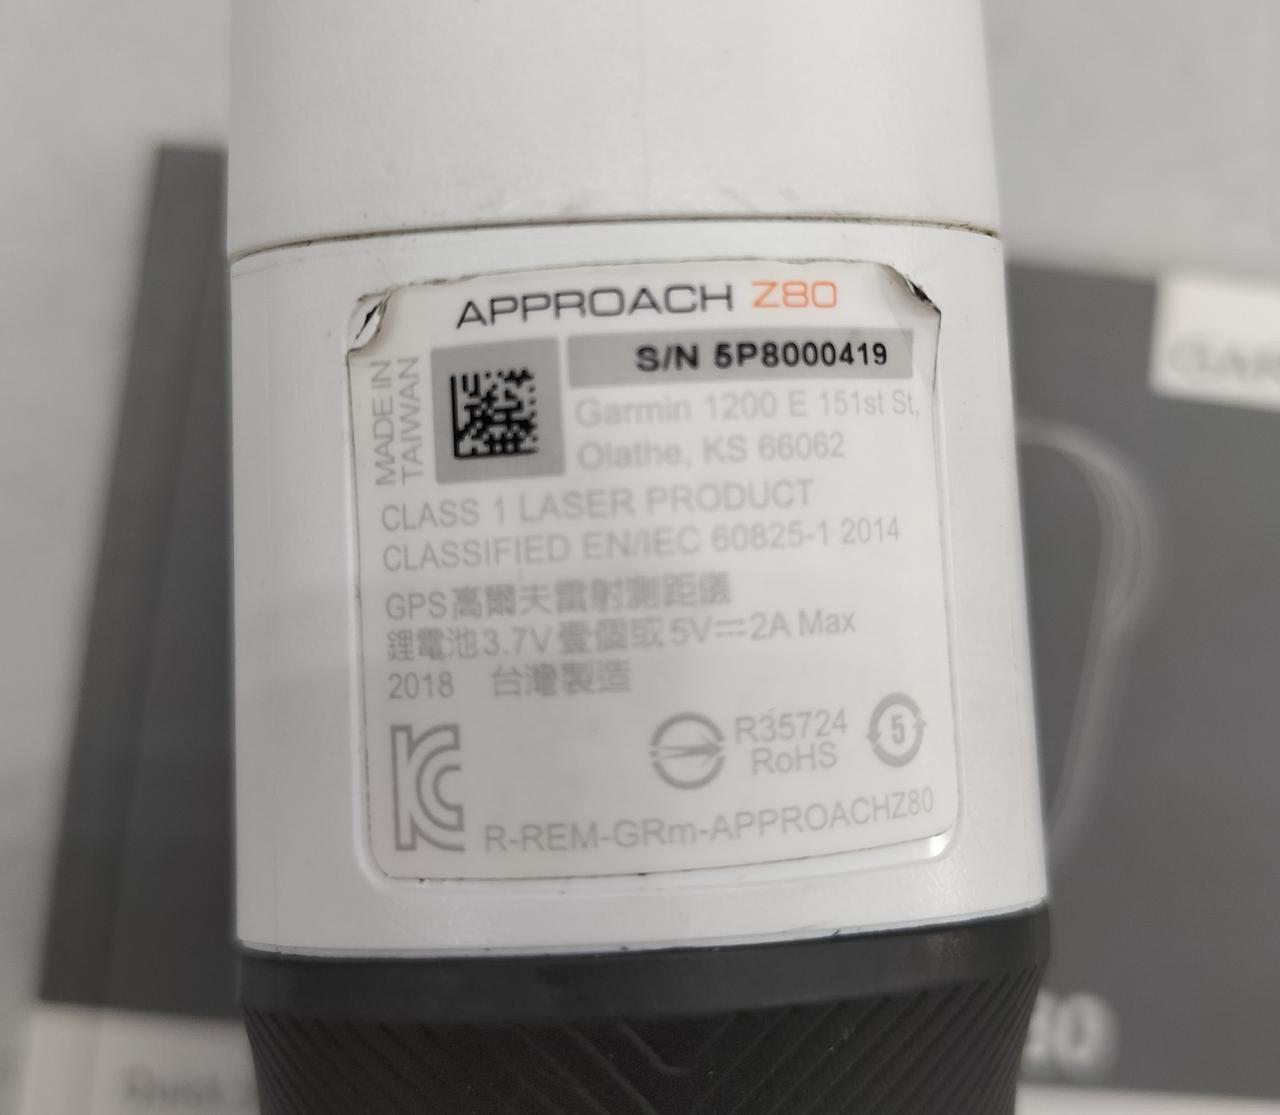 APPROACH Z80
S/N 5P8000419
MADE IN
TAIWAN
Garmin 1200 E 151st St,
Olathe, KS 66062
CLASS 1 LASER PRODUCT
CLASSIFIED EN/IEC 60825-1 2014
GPS高爾夫雷射測距儀
鋰電池3.7V壹個或5V⎓2A Max
2018 台灣製造
R35724
RoHS
5
R-REM-GRm-APPROACHZ80